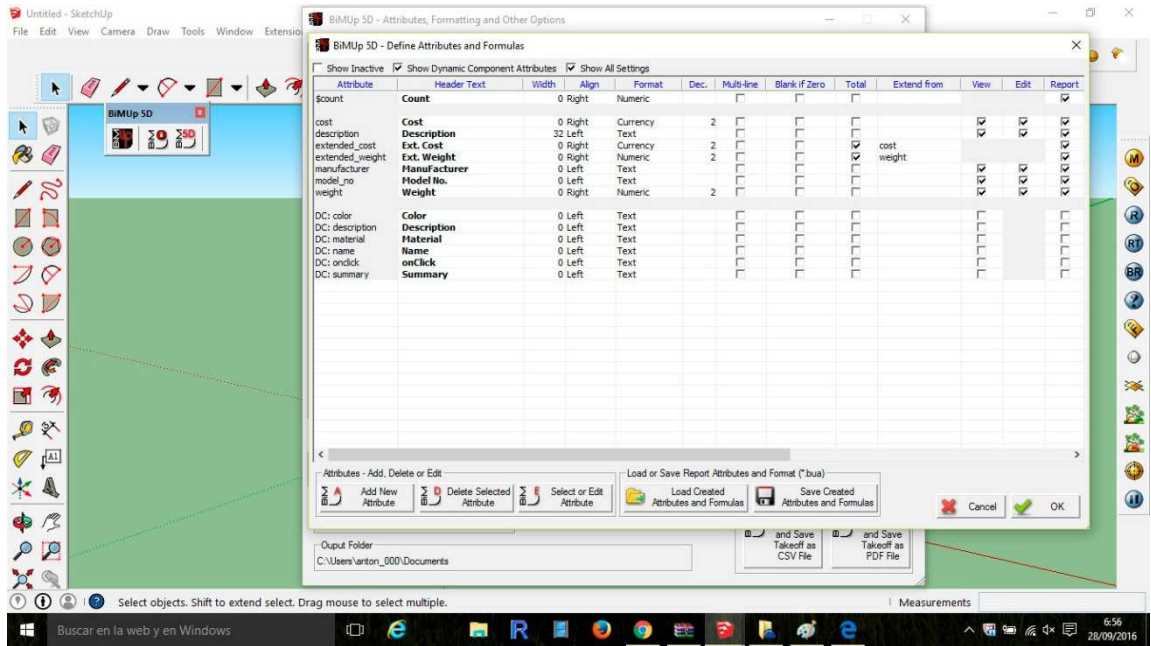 Untitled - SketchUp
File Edit View Camera Draw Tools Window Extensio
BiMUp 5D - Attributes, Formatting and Other Options
BiMUp 5D - Define Attributes and Formulas
Show Inactive Show Dynamic Component Attributes Show All Settings
Attribute Header Text Width Align Format Dec. Multi-line Blank if Zero Total Extend from View Edit Report
$count Count 0 Right Numeric
cost Cost 0 Right Currency 2
description Description 32 Left Text
extended_cost Ext. Cost 0 Right Currency 2 cost
extended_weight Ext. Weight 0 Right Numeric 2 weight
manufacturer Manufacturer 0 Left Text
model_no Model No. 0 Left Text
weight Weight 0 Right Numeric 2
DC: color Color 0 Left Text
DC: description Description 0 Left Text
DC: material Material 0 Left Text
DC: name Name 0 Left Text
DC: onclick onClick 0 Left Text
DC: summary Summary 0 Left Text
BiMUp 5D
5D
A1
M
R
RT
BR
Attributes - Add, Delete or Edit
Add New Attribute
Delete Selected Attribute
Select or Edit Attribute
Load or Save Report Attributes and Format (*.bua)
Load Created Attributes and Formulas
Save Created Attributes and Formulas
Cancel
OK
Ouput Folder
C:\Users\anton_000\Documents
and Save Takeoff as CSV File
and Save Takeoff as PDF File
Select objects. Shift to extend select. Drag mouse to select multiple.
Measurements
Buscar en la web y en Windows
6:56
28/09/2016